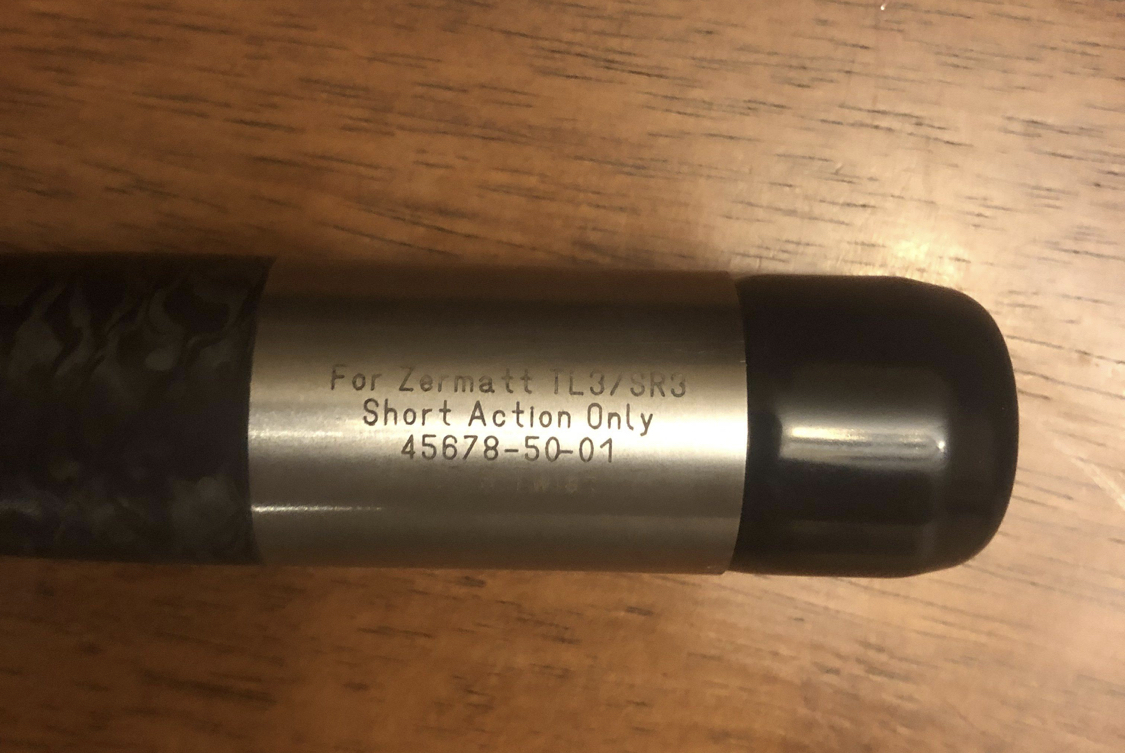 For Zermatt TL3/SR3
Short Action Only
45678-50-01